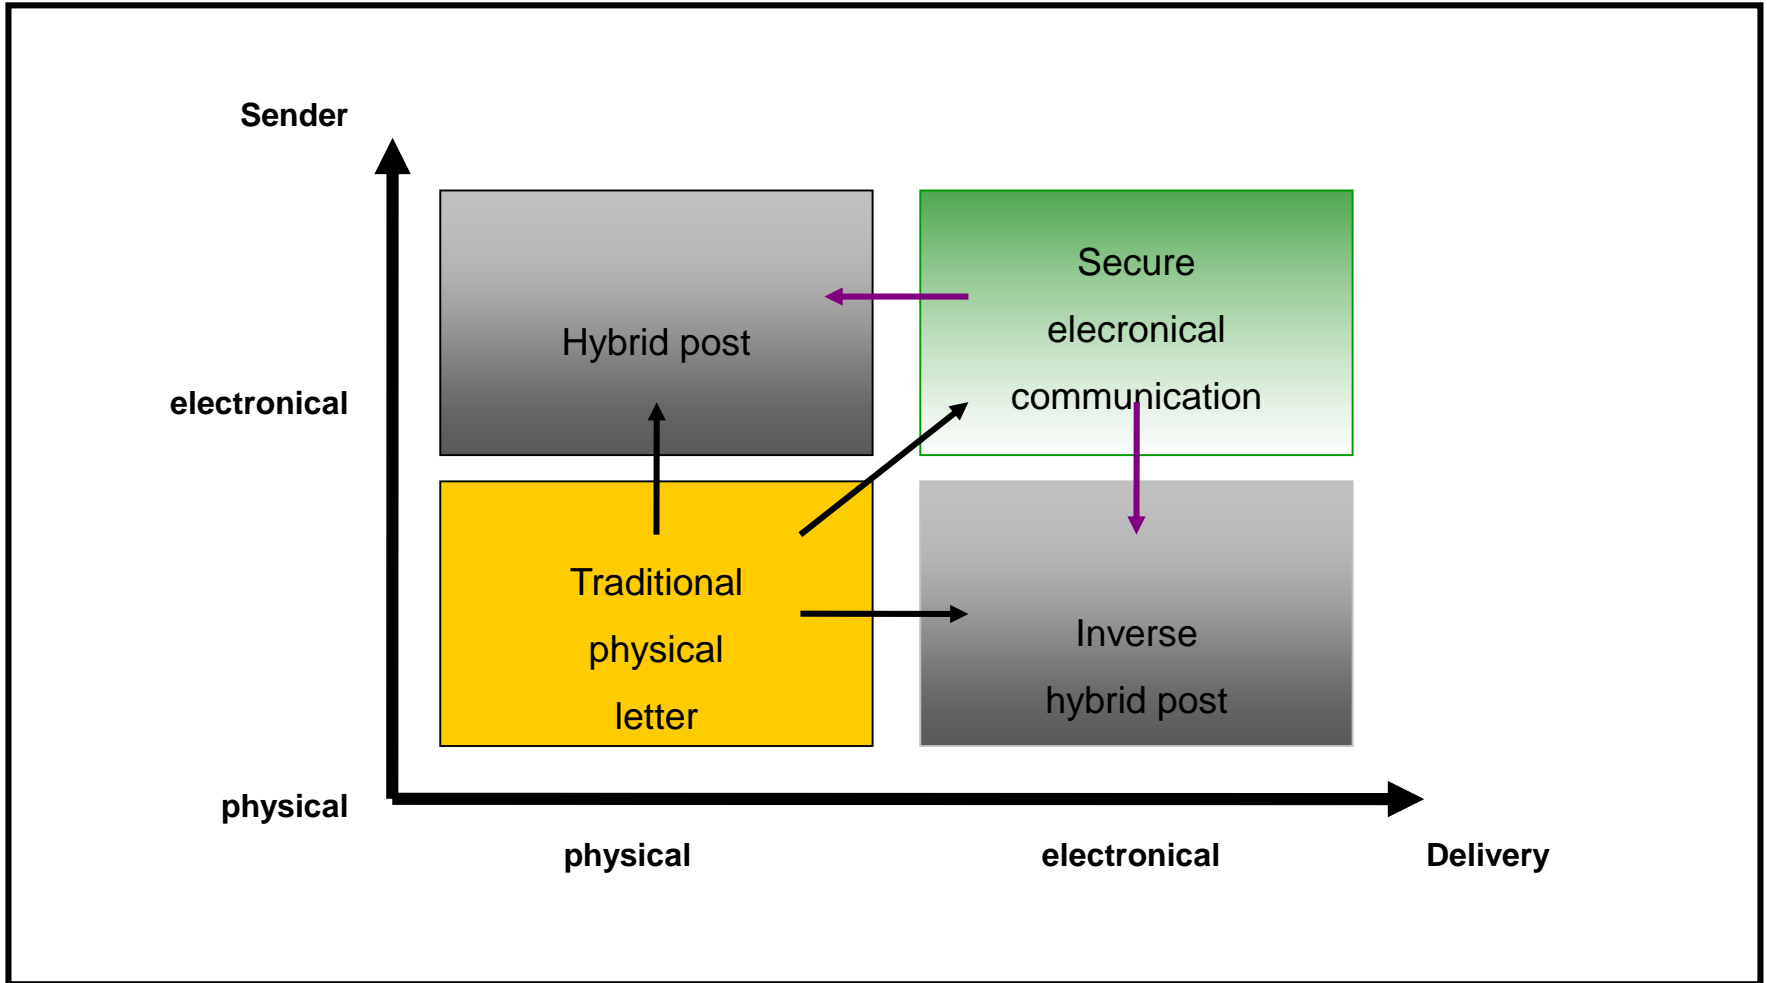 Sender
Hybrid post
Secure
elecronical
communication
electronical
Traditional
physical
letter
Inverse
hybrid post
physical
physical
electronical
Delivery